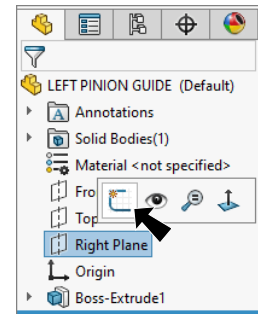 LEFT PINION GUIDE (Default)
Annotations
Solid Bodies(1)
Material <not specified>
Fro
Top
Right Plane
Origin
Boss-Extrude1